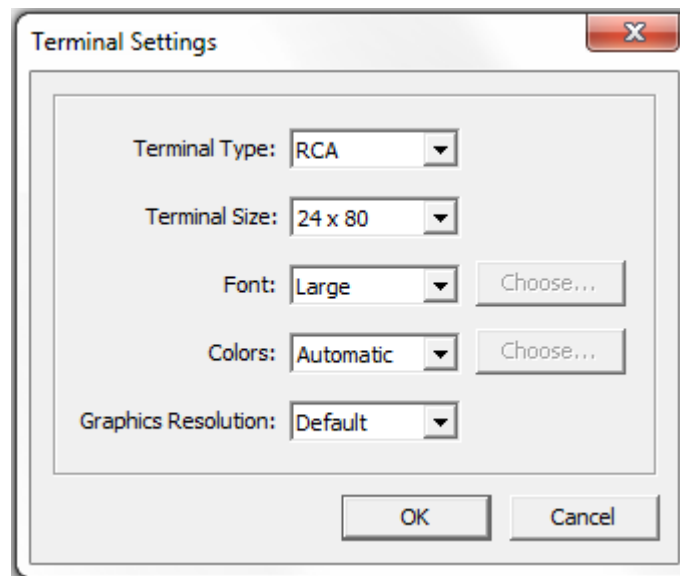 Terminal Settings
Terminal Type: RCA
Terminal Size: 24 x 80
Font: Large Choose...
Colors: Automatic Choose...
Graphics Resolution: Default
OK Cancel